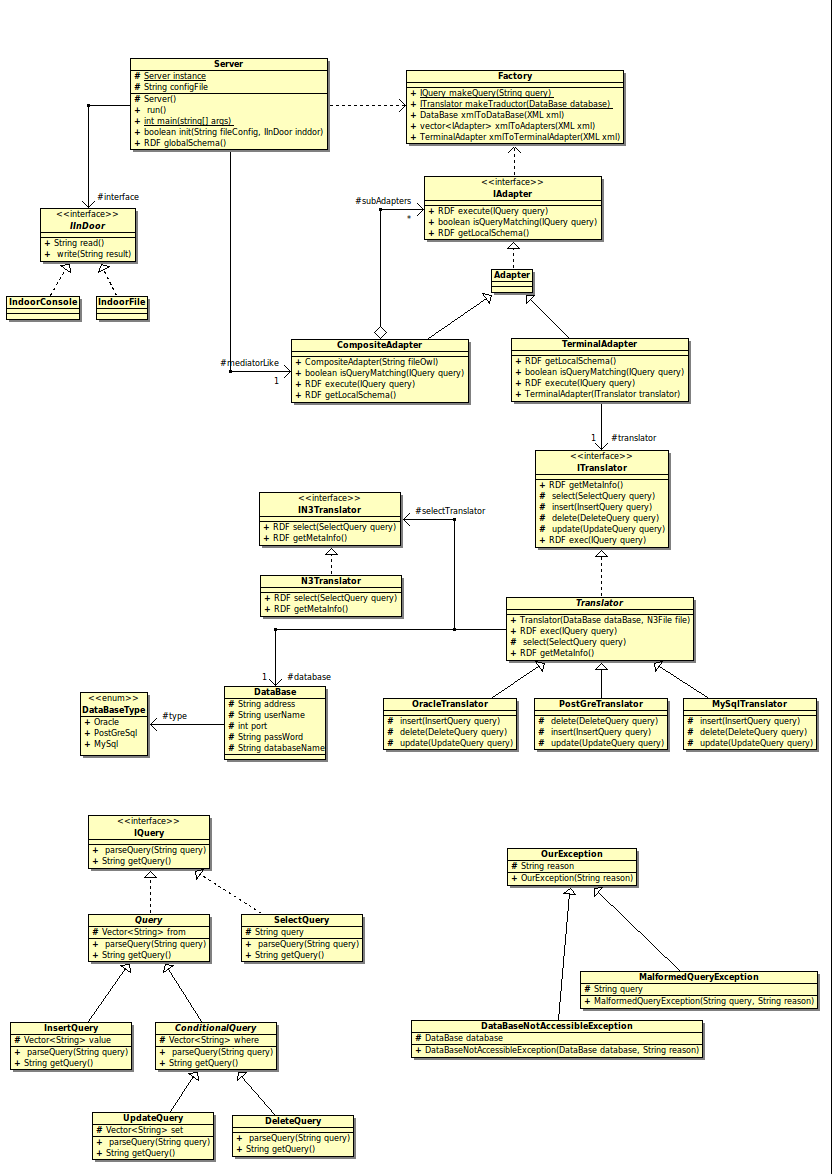 Server
# Server instance
# String configFile
# Server()
+ run()
+ int main(string[] args)
+ boolean init(String fileConfig, IInDoor inddor)
+ RDF globalSchema()
Factory
+ IQuery makeQuery(String query)
+ ITranslator makeTraductor(DataBase database)
+ DataBase xmlToDataBase(XML xml)
+ vector<IAdapter) xmlToAdapters(XML xml)
+ TerminalAdapter XmlToTerminalAdapter(XML xml)
#interface
<<interface>>
IInDoor
+ String read()
+ write(String result)
IndoorConsole
IndoorFile
#subAdapters
*
<<interface>>
IAdapter
+ RDF execute(IQuery query)
+ boolean isQueryMatching(IQuery query)
+ RDF getLocalSchema()
Adapter
#mediatorLike
1
CompositeAdapter
+ CompositeAdapter(String fileOwl)
+ boolean isQueryMatching(IQuery query)
+ RDF execute(IQuery query)
+ RDF getLocalSchema()
TerminalAdapter
+ RDF getLocalSchema()
+ boolean isQueryMatching(IQuery query)
+ RDF execute(IQuery query)
+ TerminalAdapter(ITranslator translator)
1 #translator
<<interface>>
ITranslator
+ RDF getMetaInfo()
# select(SelectQuery query)
# insert(InsertQuery query)
# delete(DeleteQuery query)
# update(UpdateQuery query)
+ RDF exec(IQuery query)
<<interface>>
IN3Translator
+ RDF select(SelectQuery query)
+ RDF getMetaInfo()
#selectTranslator
N3Translator
+ RDF select(SelectQuery query)
+ RDF getMetaInfo()
Translator
+ Translator(DataBase dataBase, N3File file)
+ RDF exec(IQuery query)
# select(SelectQuery query)
+ RDF getMetaInfo()
1 #database
<<enum>>
DataBaseType
+ Oracle
+ PostGreSql
+ MySql
#type
DataBase
# String address
# String userName
# int port
# String passWord
# String databaseName
OracleTranslator
# insert(InsertQuery query)
# delete(DeleteQuery query)
# update(UpdateQuery query)
PostGreTranslator
# delete(DeleteQuery query)
# insert(InsertQuery query)
# update(UpdateQuery query)
MySqlTranslator
# insert(InsertQuery query)
# delete(DeleteQuery query)
# update(UpdateQuery query)
<<interface>>
IQuery
+ parseQuery(String query)
+ String getQuery()
Query
# Vector<String> from
+ parseQuery(String query)
+ String getQuery()
SelectQuery
# String query
+ parseQuery(String query)
+ String getQuery()
InsertQuery
# Vector<String> value
+ parseQuery(String query)
+ String getQuery()
ConditionalQuery
# Vector<String> where
+ parseQuery(String query)
+ String getQuery()
UpdateQuery
# Vector<String> set
+ parseQuery(String query)
+ String getQuery()
DeleteQuery
+ parseQuery(String query)
+ String getQuery()
OurException
# String reason
+ OurException(String reason)
MalformedQueryException
# String query
+ MalformedQueryException(String query, String reason)
DataBaseNotAccessibleException
# DataBase database
+ DataBaseNotAccessibleException(DataBase database, String reason)